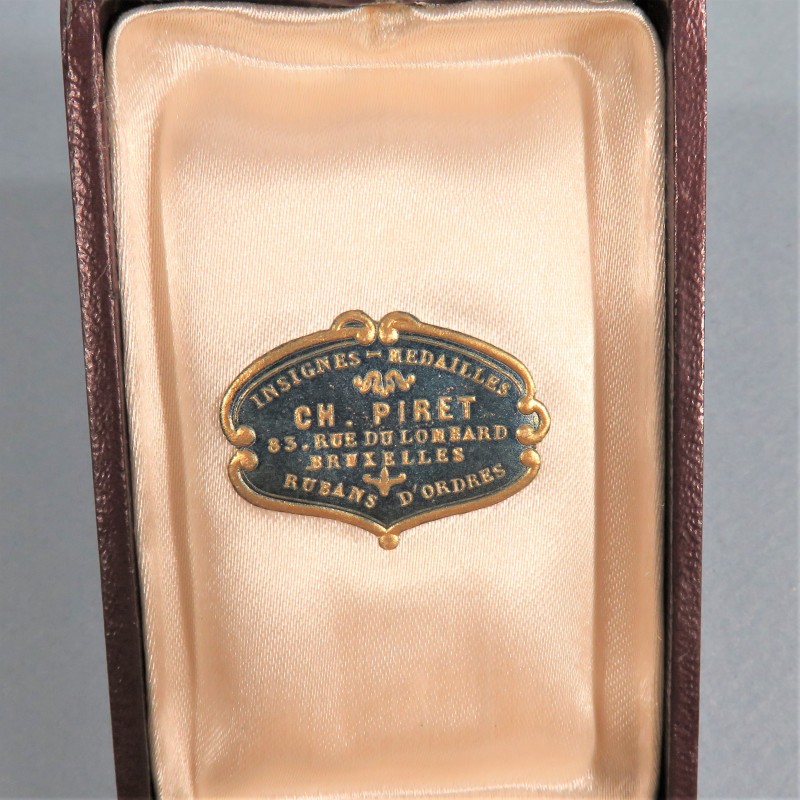 INSIGNES - MEDAILLES
CH. PIRET
83. RUE DU LOMBARD
BRUXELLES
RUBANS D'ORDRES